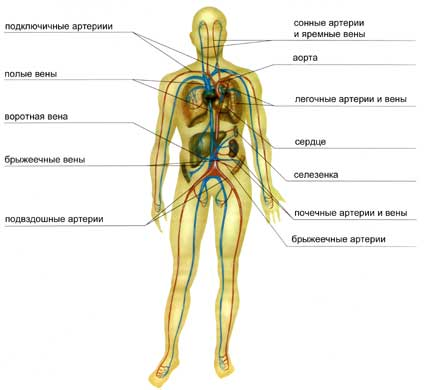 подключичные артериии
полые вены
воротная вена
брыжеечные вены
подвздошные артерии
сонные артерии
и яремные вены
аорта
легочные артерии и вены
сердце
селезенка
почечные артерии и вены
брыжеечные артерии